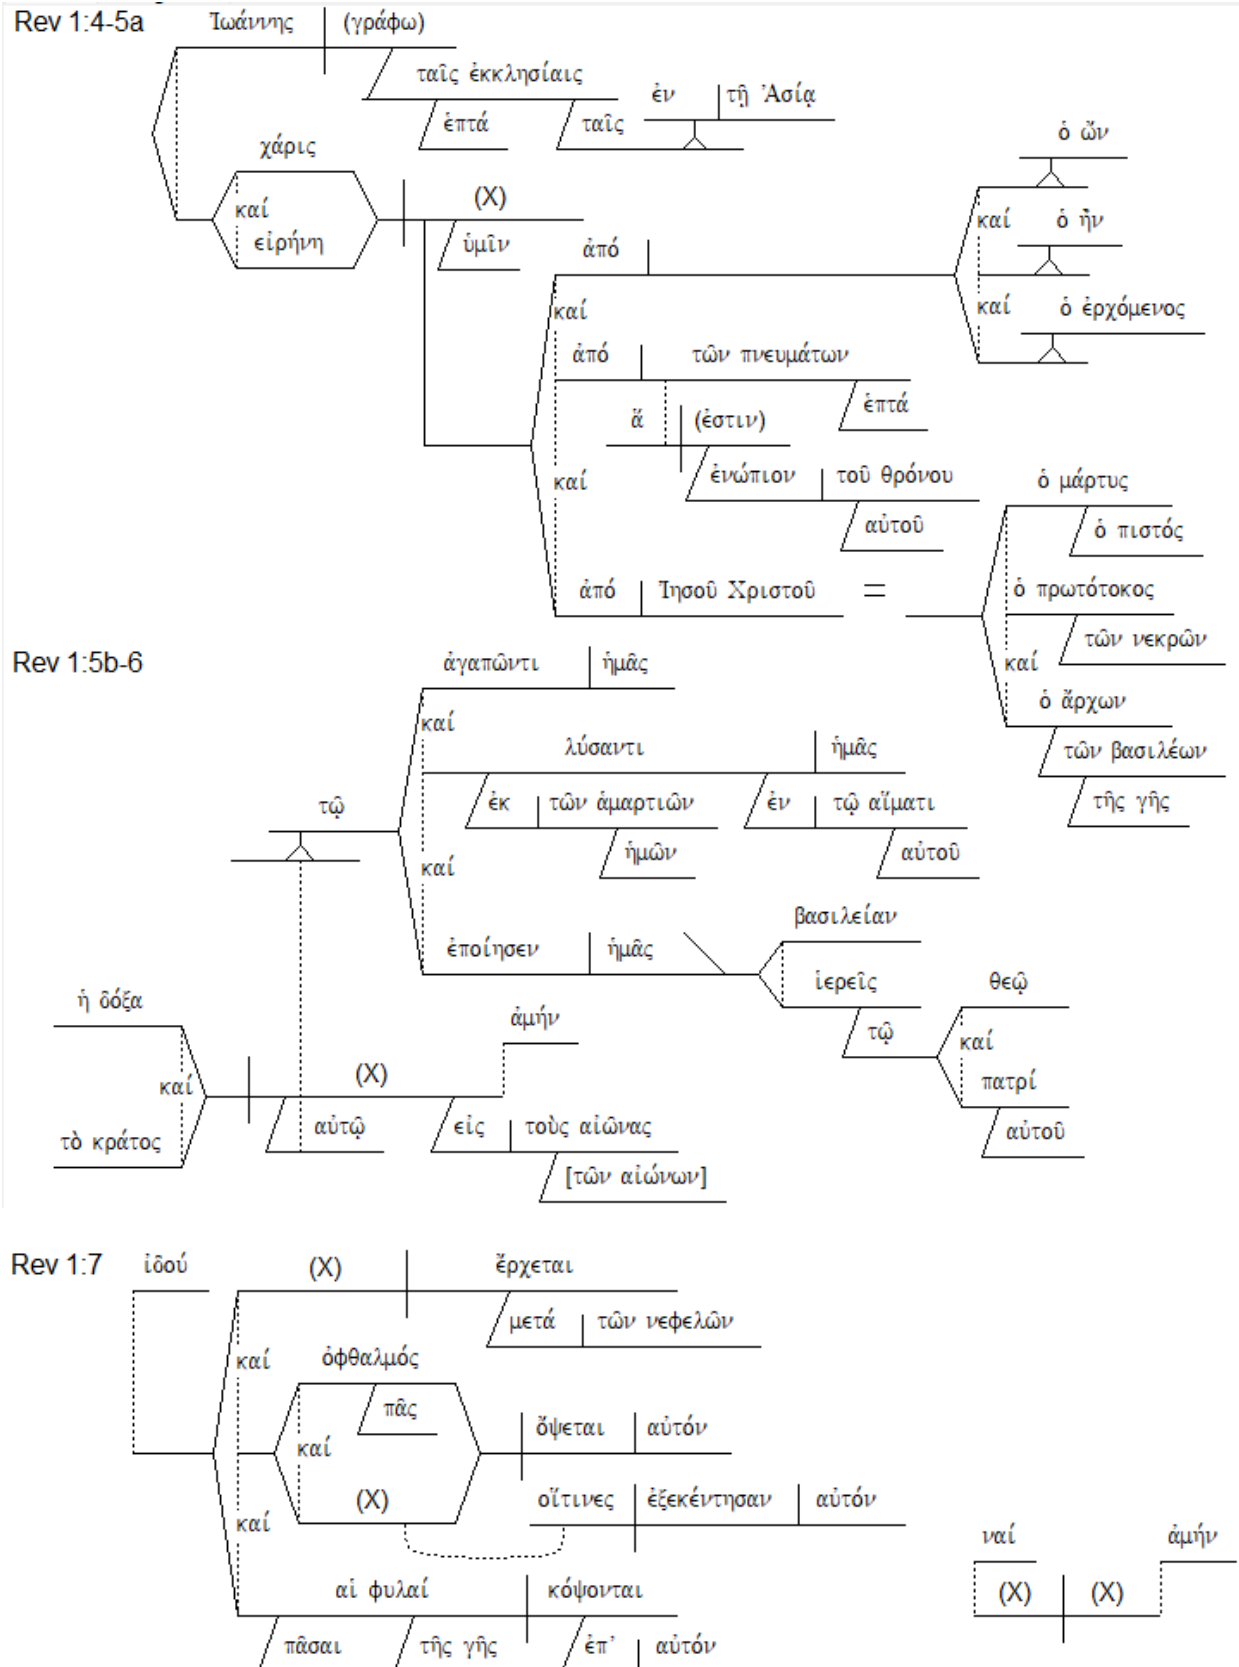 Rev 1:4-5a
Ἰωάννης (γράφω)
ταῖς ἐκκλησίαις
ἑπτά ταῖς ἐν τῇ Ἀσίᾳ
χάρις
καί
εἰρήνη
(X)
ὑμῖν
ἀπό
ὁ ὤν
καί ὁ ἦν
καί ὁ ἐρχόμενος
καί
ἀπό τῶν πνευμάτων
ἑπτά
ἅ (ἐστιν)
ἐνώπιον τοῦ θρόνου
αὐτοῦ
καί
ἀπό Ἰησοῦ Χριστοῦ =
ὁ μάρτυς
ὁ πιστός
ὁ πρωτότοκος
τῶν νεκρῶν
καί
ὁ ἄρχων
τῶν βασιλέων
τῆς γῆς
Rev 1:5b-6
τῷ
ἀγαπῶντι ἡμᾶς
καί
λύσαντι ἡμᾶς
ἐκ τῶν ἁμαρτιῶν ἐν τῷ αἵματι
ἡμῶν αὐτοῦ
καί
ἐποίησεν ἡμᾶς
βασιλείαν
ἱερεῖς
τῷ
θεῷ
καί
πατρί
αὐτοῦ
ἡ δόξα
καί
τὸ κράτος
(X)
ἀμήν
αὐτῷ εἰς τοὺς αἰῶνας
[τῶν αἰώνων]
Rev 1:7
ἰδού
(X) ἔρχεται
μετά τῶν νεφελῶν
καί
ὀφθαλμός
πᾶς
καί
(X)
ὄψεται αὐτόν
οἵτινες ἐξεκέντησαν αὐτόν
καί
αἱ φυλαί κόψονται
πᾶσαι τῆς γῆς ἐπ' αὐτόν
ναί ἀμήν
(X) (X)